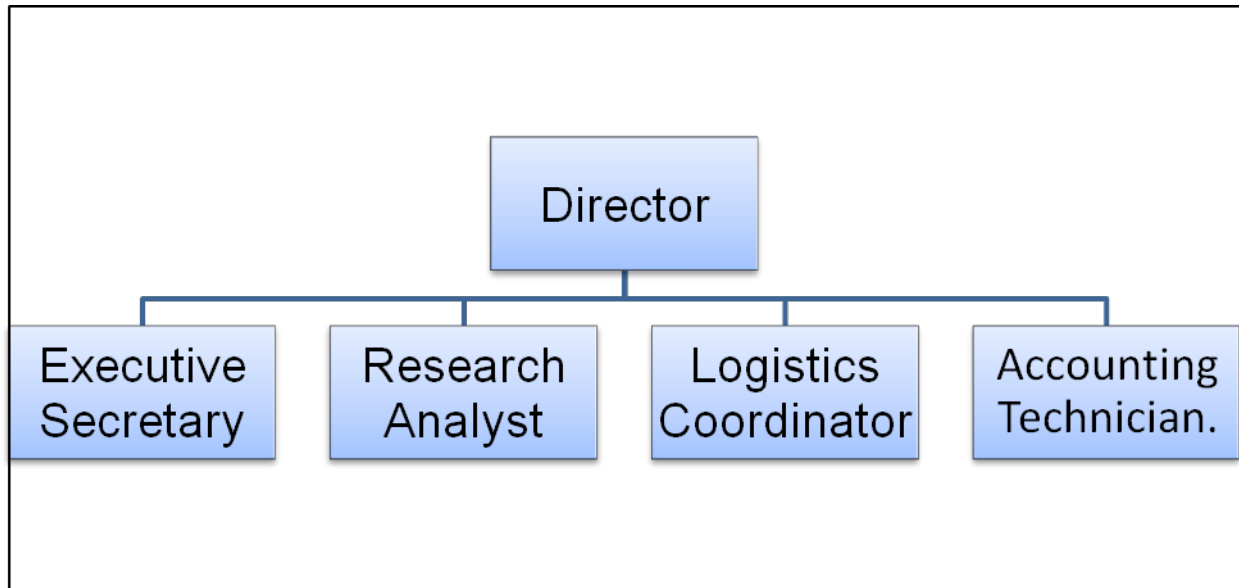 Director
Executive
Secretary
Research
Analyst
Logistics
Coordinator
Accounting
Technician.